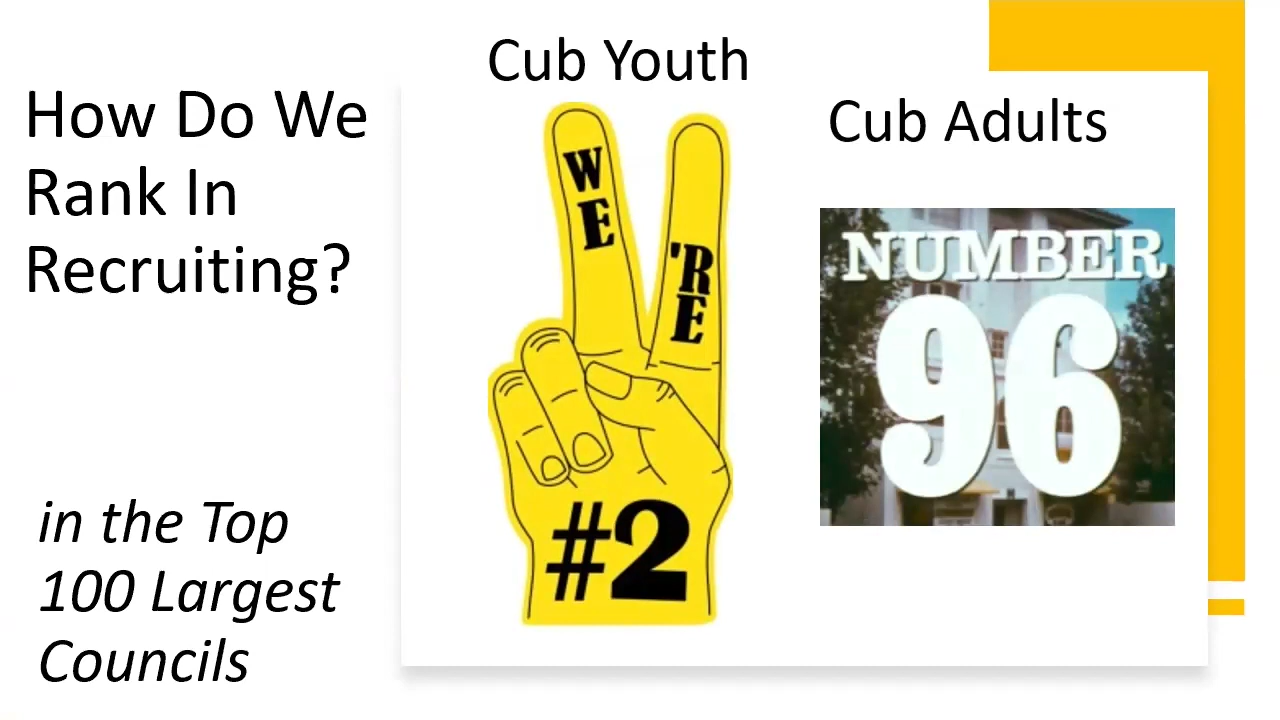 How Do We
Rank In
Recruiting?
in the Top
100 Largest
Councils
Cub Youth
WE
'RE
#2
Cub Adults
NUMBER
96